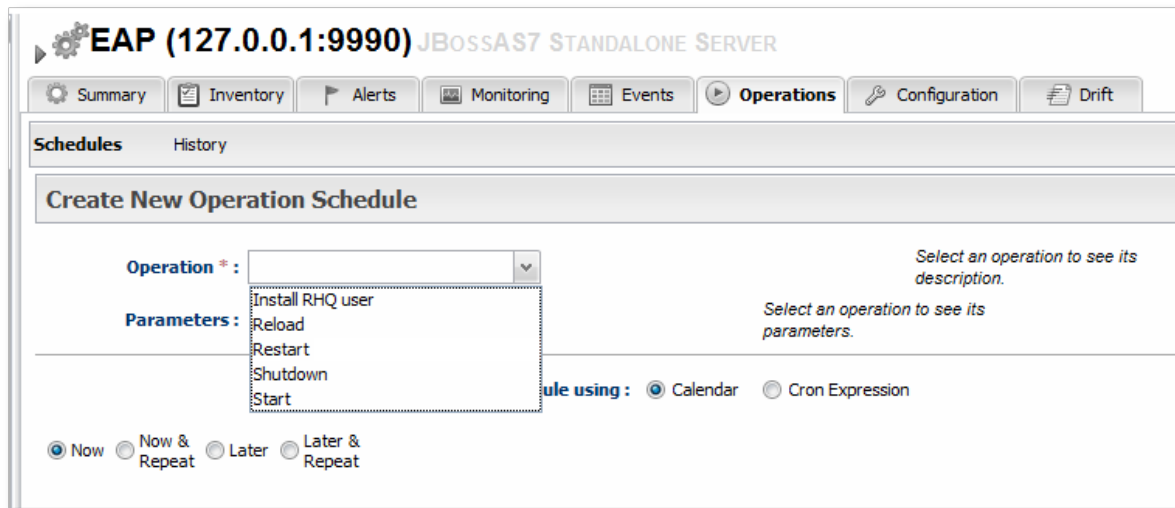 EAP (127.0.0.1:9990) JBossAS7 Standalone Server
Summary Inventory Alerts Monitoring Events Operations Configuration Drift
Schedules History
Create New Operation Schedule
Operation * :
Select an operation to see its
description.
Install RHQ user
Parameters :
Reload
Select an operation to see its
parameters.
Restart
Shutdown
Start
ule using : Calendar Cron Expression
Now Now &
Repeat Later Later &
Repeat